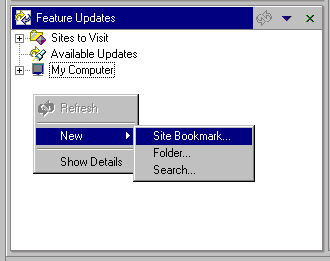 Feature Updates
Sites to Visit
Available Updates
My Computer
Refresh
New
Show Details
Site Bookmark...
Folder...
Search...